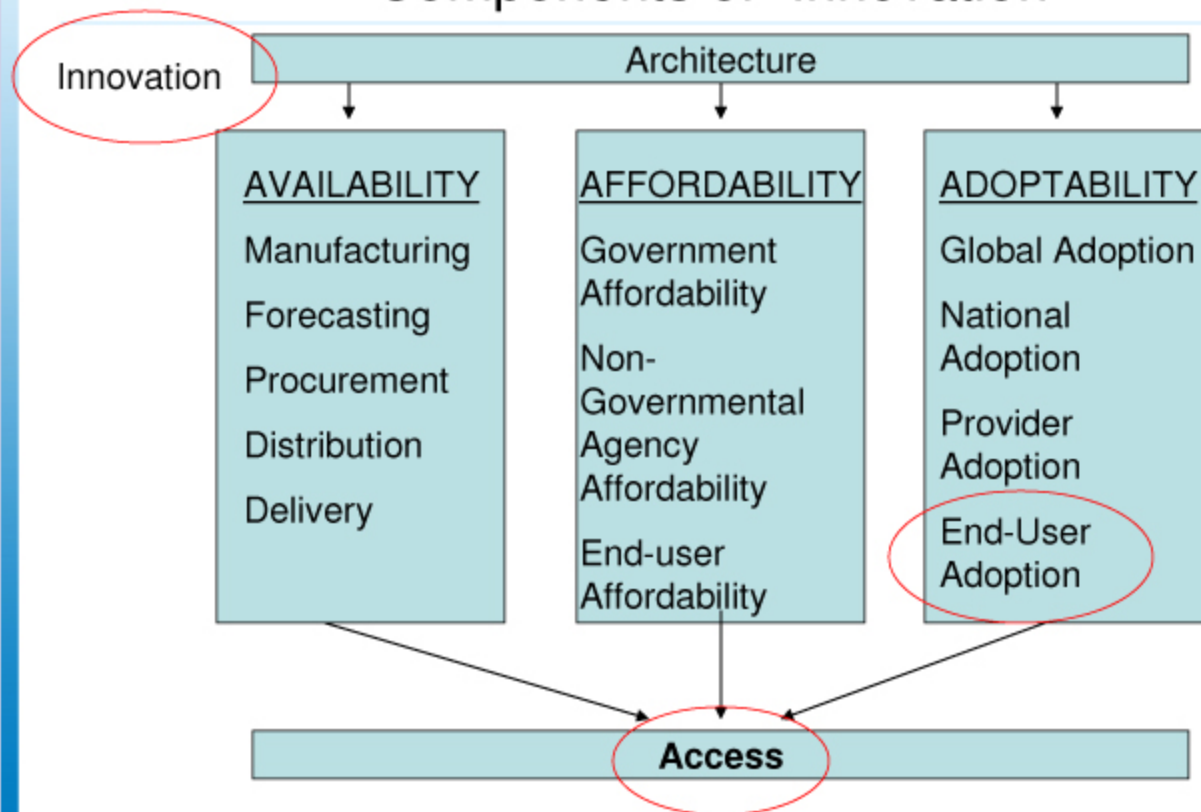 Innovation
Architecture
AVAILABILITY
Manufacturing
Forecasting
Procurement
Distribution
Delivery
AFFORDABILITY
Government
Affordability
Non-
Governmental
Agency
Affordability
End-user
Affordability
ADOPTABILITY
Global Adoption
National
Adoption
Provider
Adoption
End-User
Adoption
Access